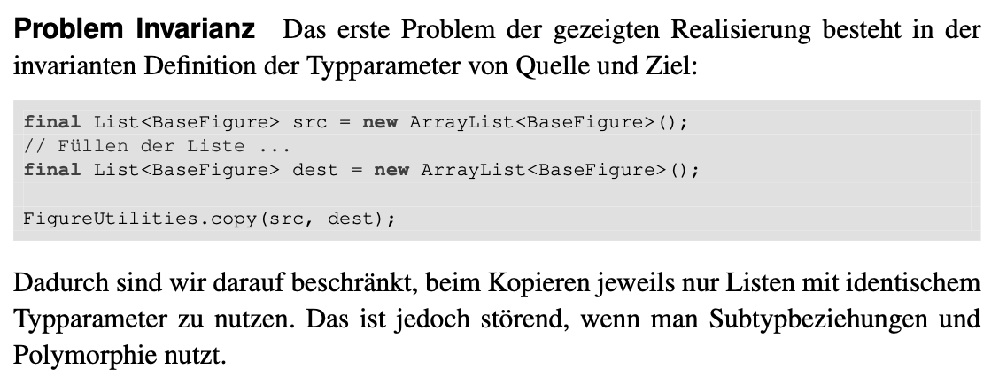 Problem Invarianz Das erste Problem der gezeigten Realisierung besteht in der
invarianten Definition der Typparameter von Quelle und Ziel:
final List<BaseFigure> src = new ArrayList<BaseFigure>();
// Füllen der Liste ...
final List<BaseFigure> dest = new ArrayList<BaseFigure>();
FigureUtilities.copy(src, dest);
Dadurch sind wir darauf beschränkt, beim Kopieren jeweils nur Listen mit identischem
Typparameter zu nutzen. Das ist jedoch störend, wenn man Subtypbeziehungen und
Polymorphie nutzt.